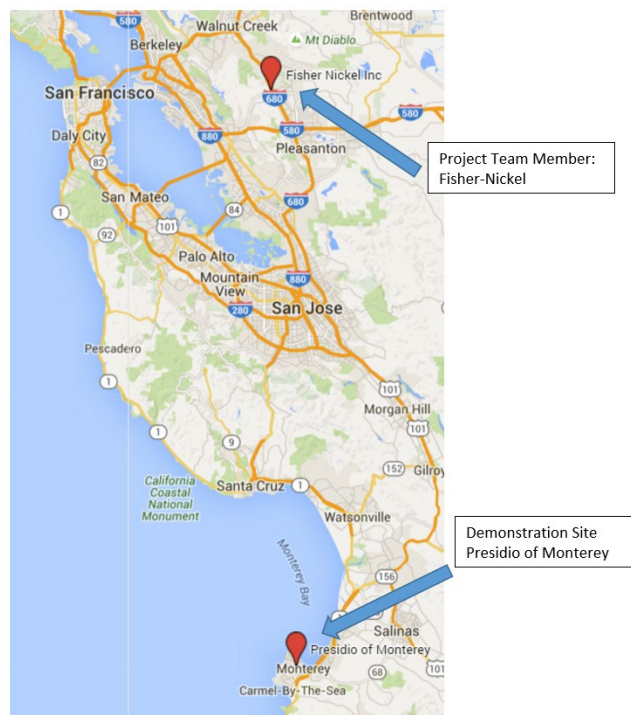 580
Walnut Creek
Brentwood
Mt Diablo
Berkeley
Fisher Nickel Inc
680
San Francisco
580
580
Daly City
880
Pleasanton
Project Team Member:
Fisher-Nickel
82
San Mateo
680
1
101
84
92
Palo Alto
Mountain
View
880
280
San Jose
Pescadero
101
1
Morgan Hill
101
1
9
152
Gilroy
Santa Cruz
1
California
Coastal
National
Monument
Watsonville
Demonstration Site
Presidio of Monterey
Monterey Bay
156
1
Salinas
Presidio of Monterey
Monterey
68
Carmel-By-The-Sea